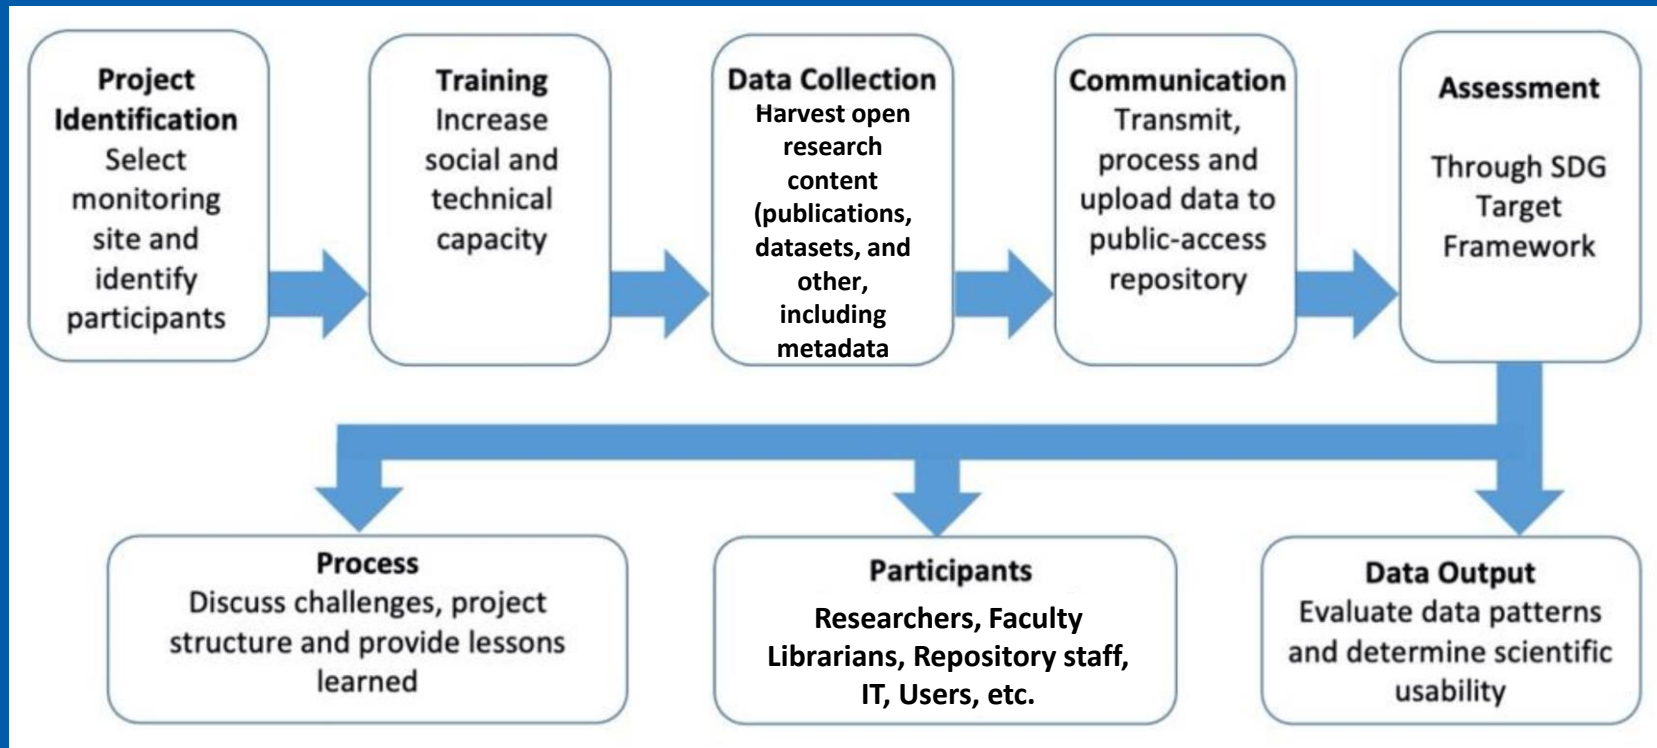 Project
Identification
Select
monitoring
site and
identify
participants
Training
Increase
social and
technical
capacity
Data Collection
Harvest open
research
content
(publications,
datasets, and
other,
including
metadata
Communication
Transmit,
process and
upload data to
public-access
repository
Assessment
Through SDG
Target
Framework
Process
Discuss challenges, project
structure and provide lessons
learned
Participants
Researchers, Faculty
Librarians, Repository staff,
IT, Users, etc.
Data Output
Evaluate data patterns
and determine scientific
usability